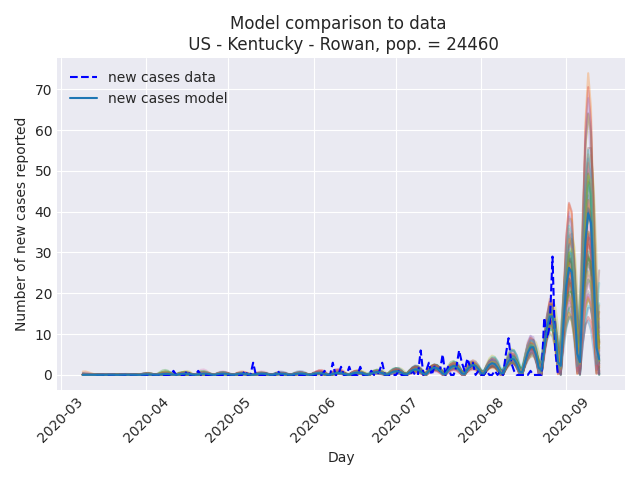 Model comparison to data
US - Kentucky - Rowan, pop. = 24460
new cases data
new cases model
Number of new cases reported
70
60
50
40
30
20
10
0
2020-03
2020-04
2020-05
2020-06
2020-07
2020-08
2020-09
Day